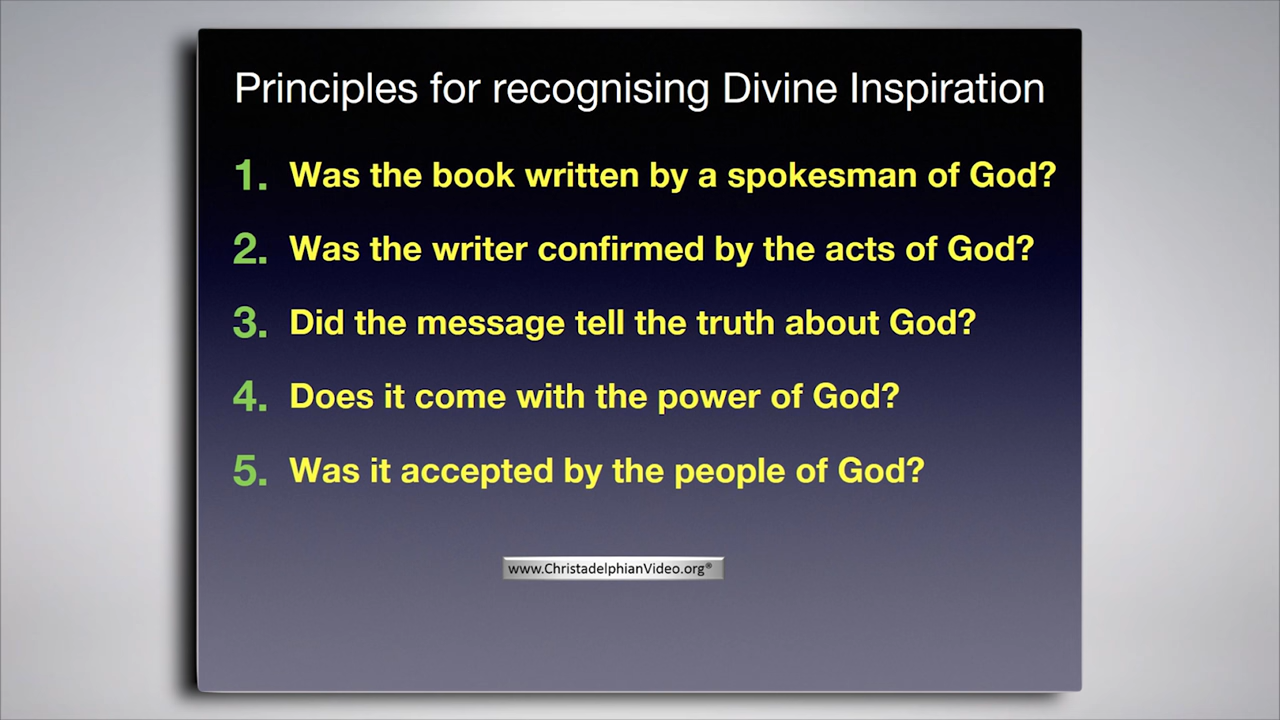 Principles for recognising Divine Inspiration
1. Was the book written by a spokesman of God?
2. Was the writer confirmed by the acts of God?
3. Did the message tell the truth about God?
4. Does it come with the power of God?
5. Was it accepted by the people of God?
www.ChristadelphianVideo.org®